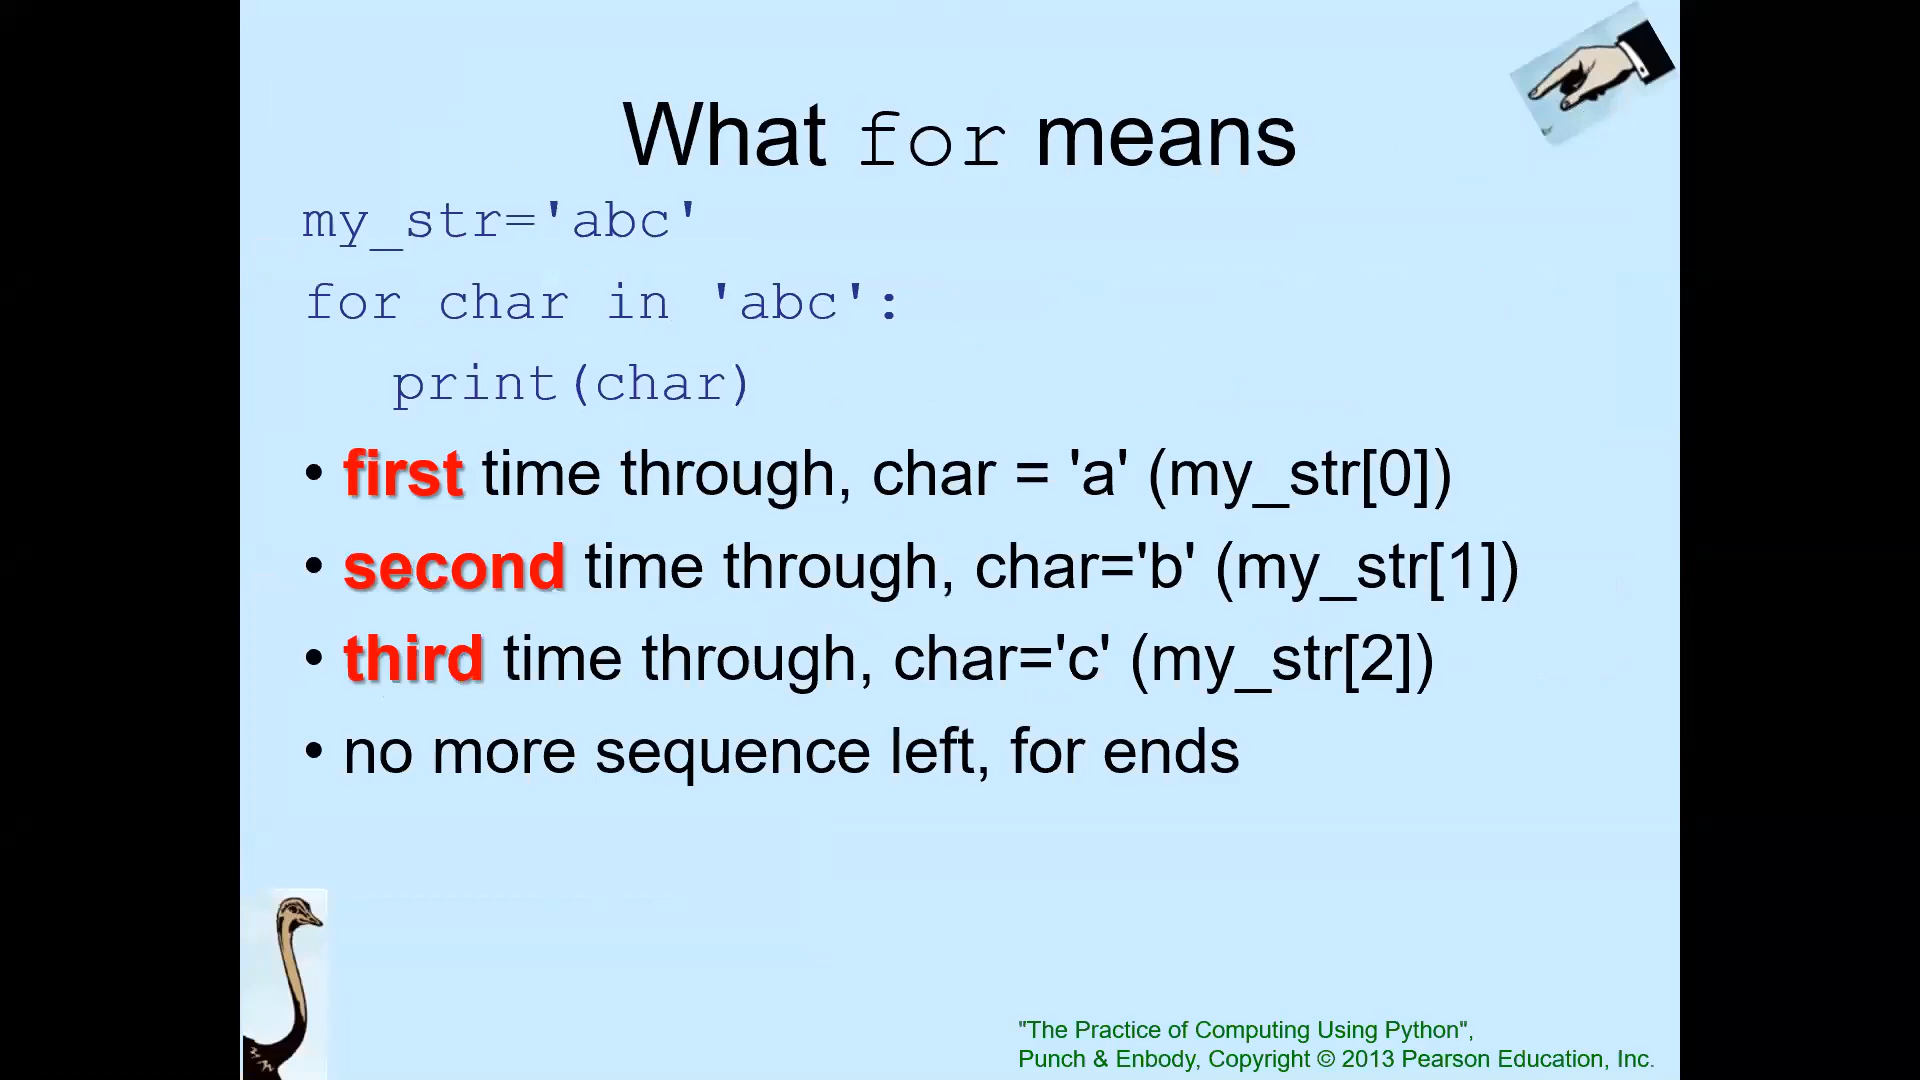 What for means
my_str='abc'
for char in 'abc':
print(char)
• first time through, char = 'a' (my_str[0])
• second time through, char='b' (my_str[1])
• third time through, char='c' (my_str[2])
• no more sequence left, for ends
"The Practice of Computing Using Python",
Punch & Enbody, Copyright © 2013 Pearson Education, Inc.